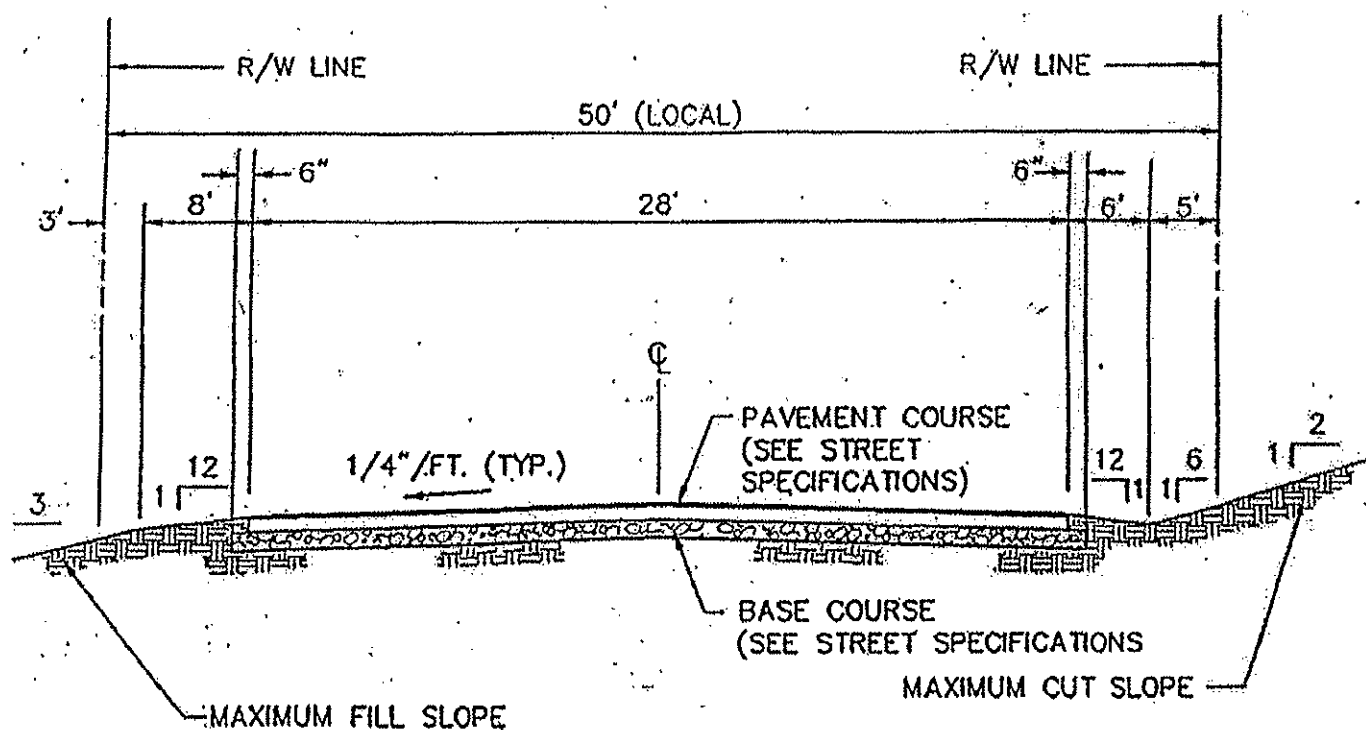 R/W LINE
R/W LINE
50' (LOCAL)
6"
6"
3'
8'
28'
6'
5'
℄
PAVEMENT COURSE
(SEE STREET
SPECIFICATIONS)
1/4"/FT. (TYP.)
12
1
3
12
1
6
1
2
1
BASE COURSE
(SEE STREET SPECIFICATIONS
MAXIMUM CUT SLOPE
MAXIMUM FILL SLOPE